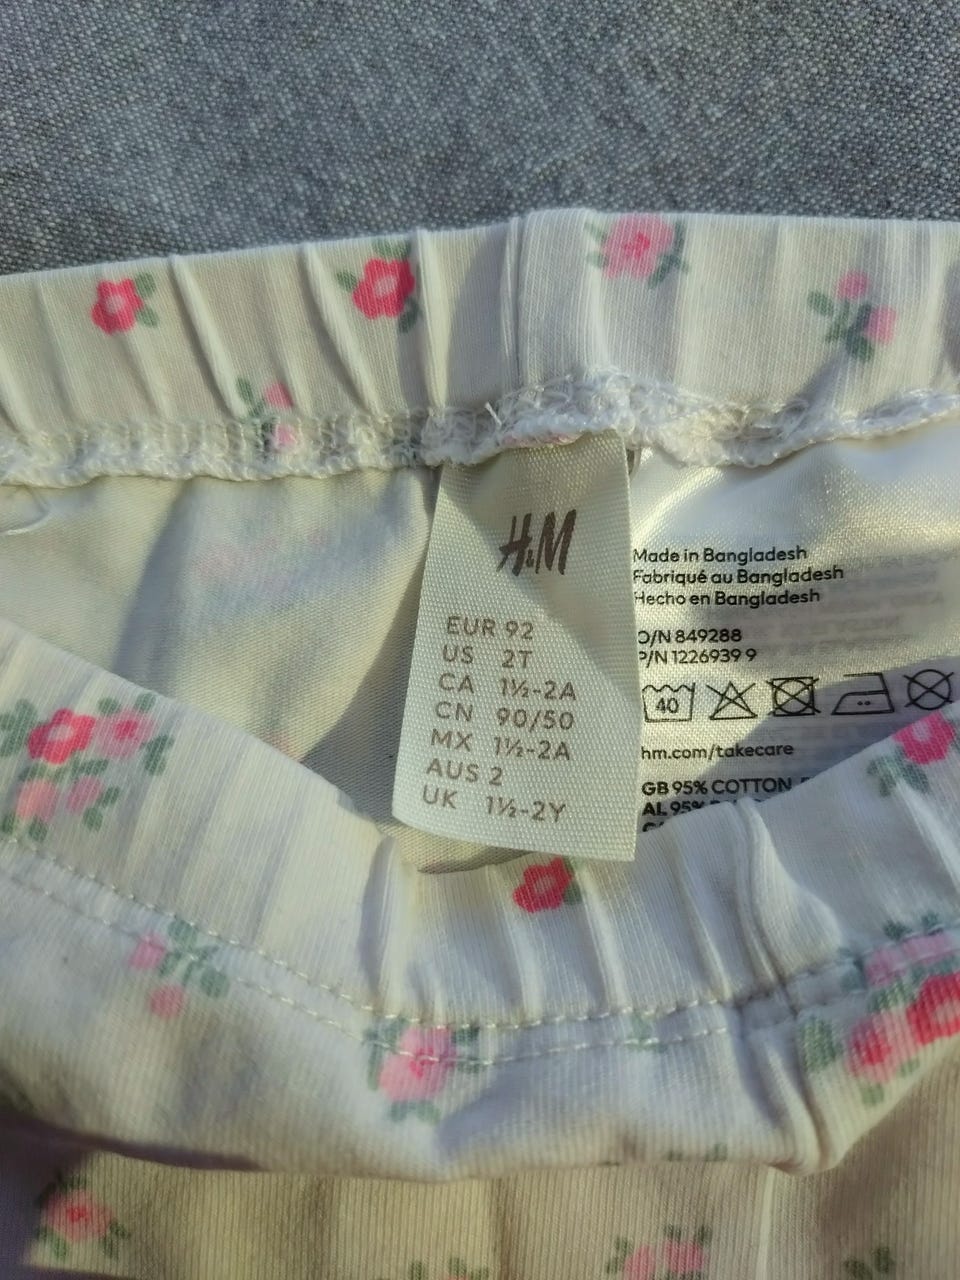 H&M
EUR 92
US 2T
CA 1½-2A
CN 90/50
MX 1½-2A
AUS 2
UK 1½-2Y
Made in Bangladesh
Fabriqué au Bangladesh
Hecho en Bangladesh
O/N 849288
P/N 1226939 9
40
hm.com/takecare
GB 95% COTTON
AL 95%